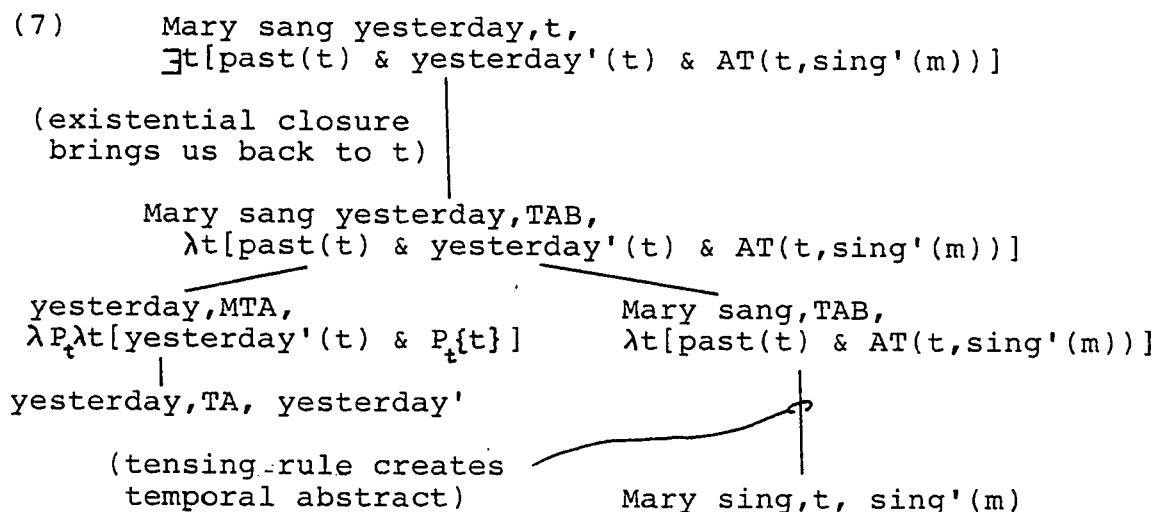 (7) Mary sang yesterday,t,
∃t[past(t) & yesterday'(t) & AT(t,sing'(m))]
(existential closure
brings us back to t)
Mary sang yesterday,TAB,
λt[past(t) & yesterday'(t) & AT(t,sing'(m))]
yesterday,MTA, Mary sang,TAB,
λPₜλt[yesterday'(t) & Pₜ{t}] λt[past(t) & AT(t,sing'(m))]
yesterday,TA, yesterday'
(tensing rule creates
temporal abstract) Mary sing,t, sing'(m)